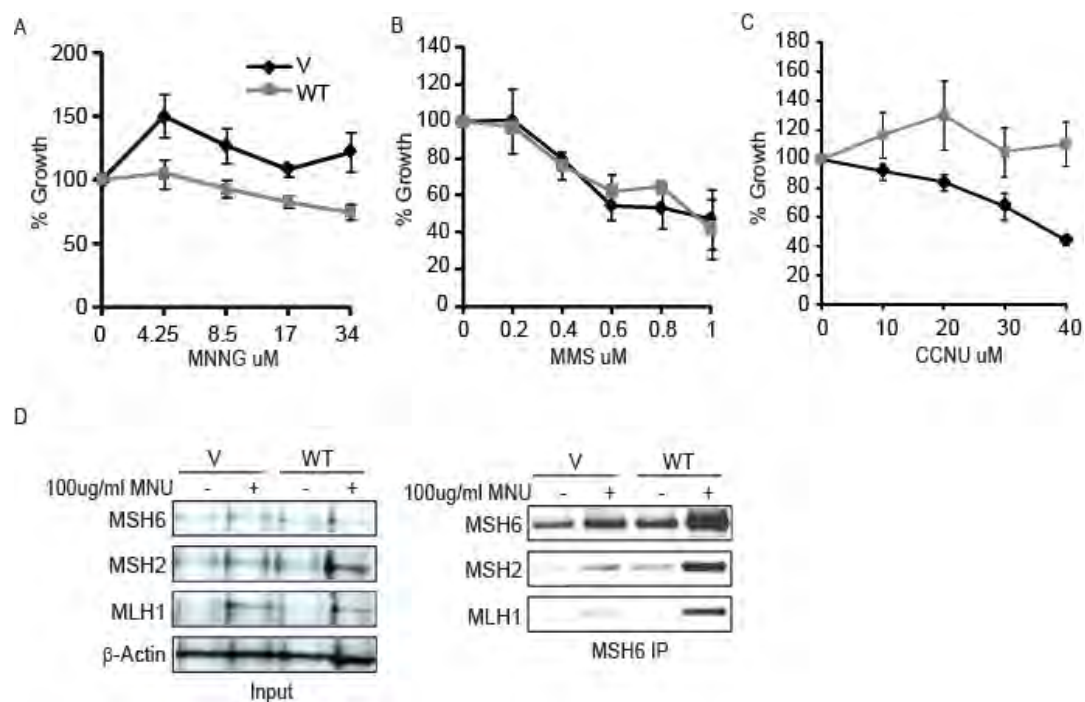 A
200
150
100
50
0
% Growth
V
WT
0 4.25 8.5 17 34
MNNG uM
B
140
120
100
80
60
40
20
0
% Growth
0 0.2 0.4 0.6 0.8 1
MMS uM
C
180
160
140
120
100
80
60
40
20
0
% Growth
0 10 20 30 40
CCNU uM
D
V WT
100ug/ml MNU - + - +
MSH6
MSH2
MLH1
β-Actin
Input
V WT
100ug/ml MNU - + - +
MSH6
MSH2
MLH1
MSH6 IP